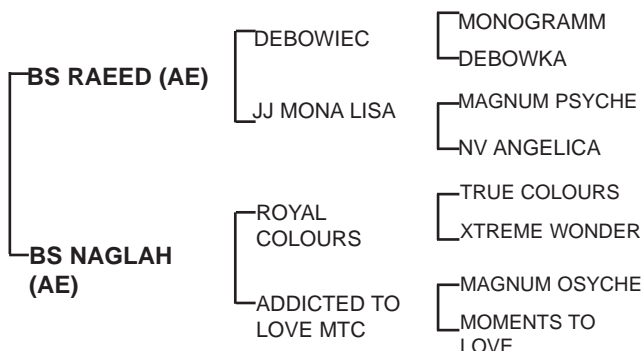 BS RAEED (AE)
DEBOWIEC
MONOGRAMM
DEBOWKA
JJ MONA LISA
MAGNUM PSYCHE
NV ANGELICA
BS NAGLAH
(AE)
ROYAL
COLOURS
TRUE COLOURS
XTREME WONDER
ADDICTED TO
LOVE MTC
MAGNUM OSYCHE
MOMENTS TO
LOVE